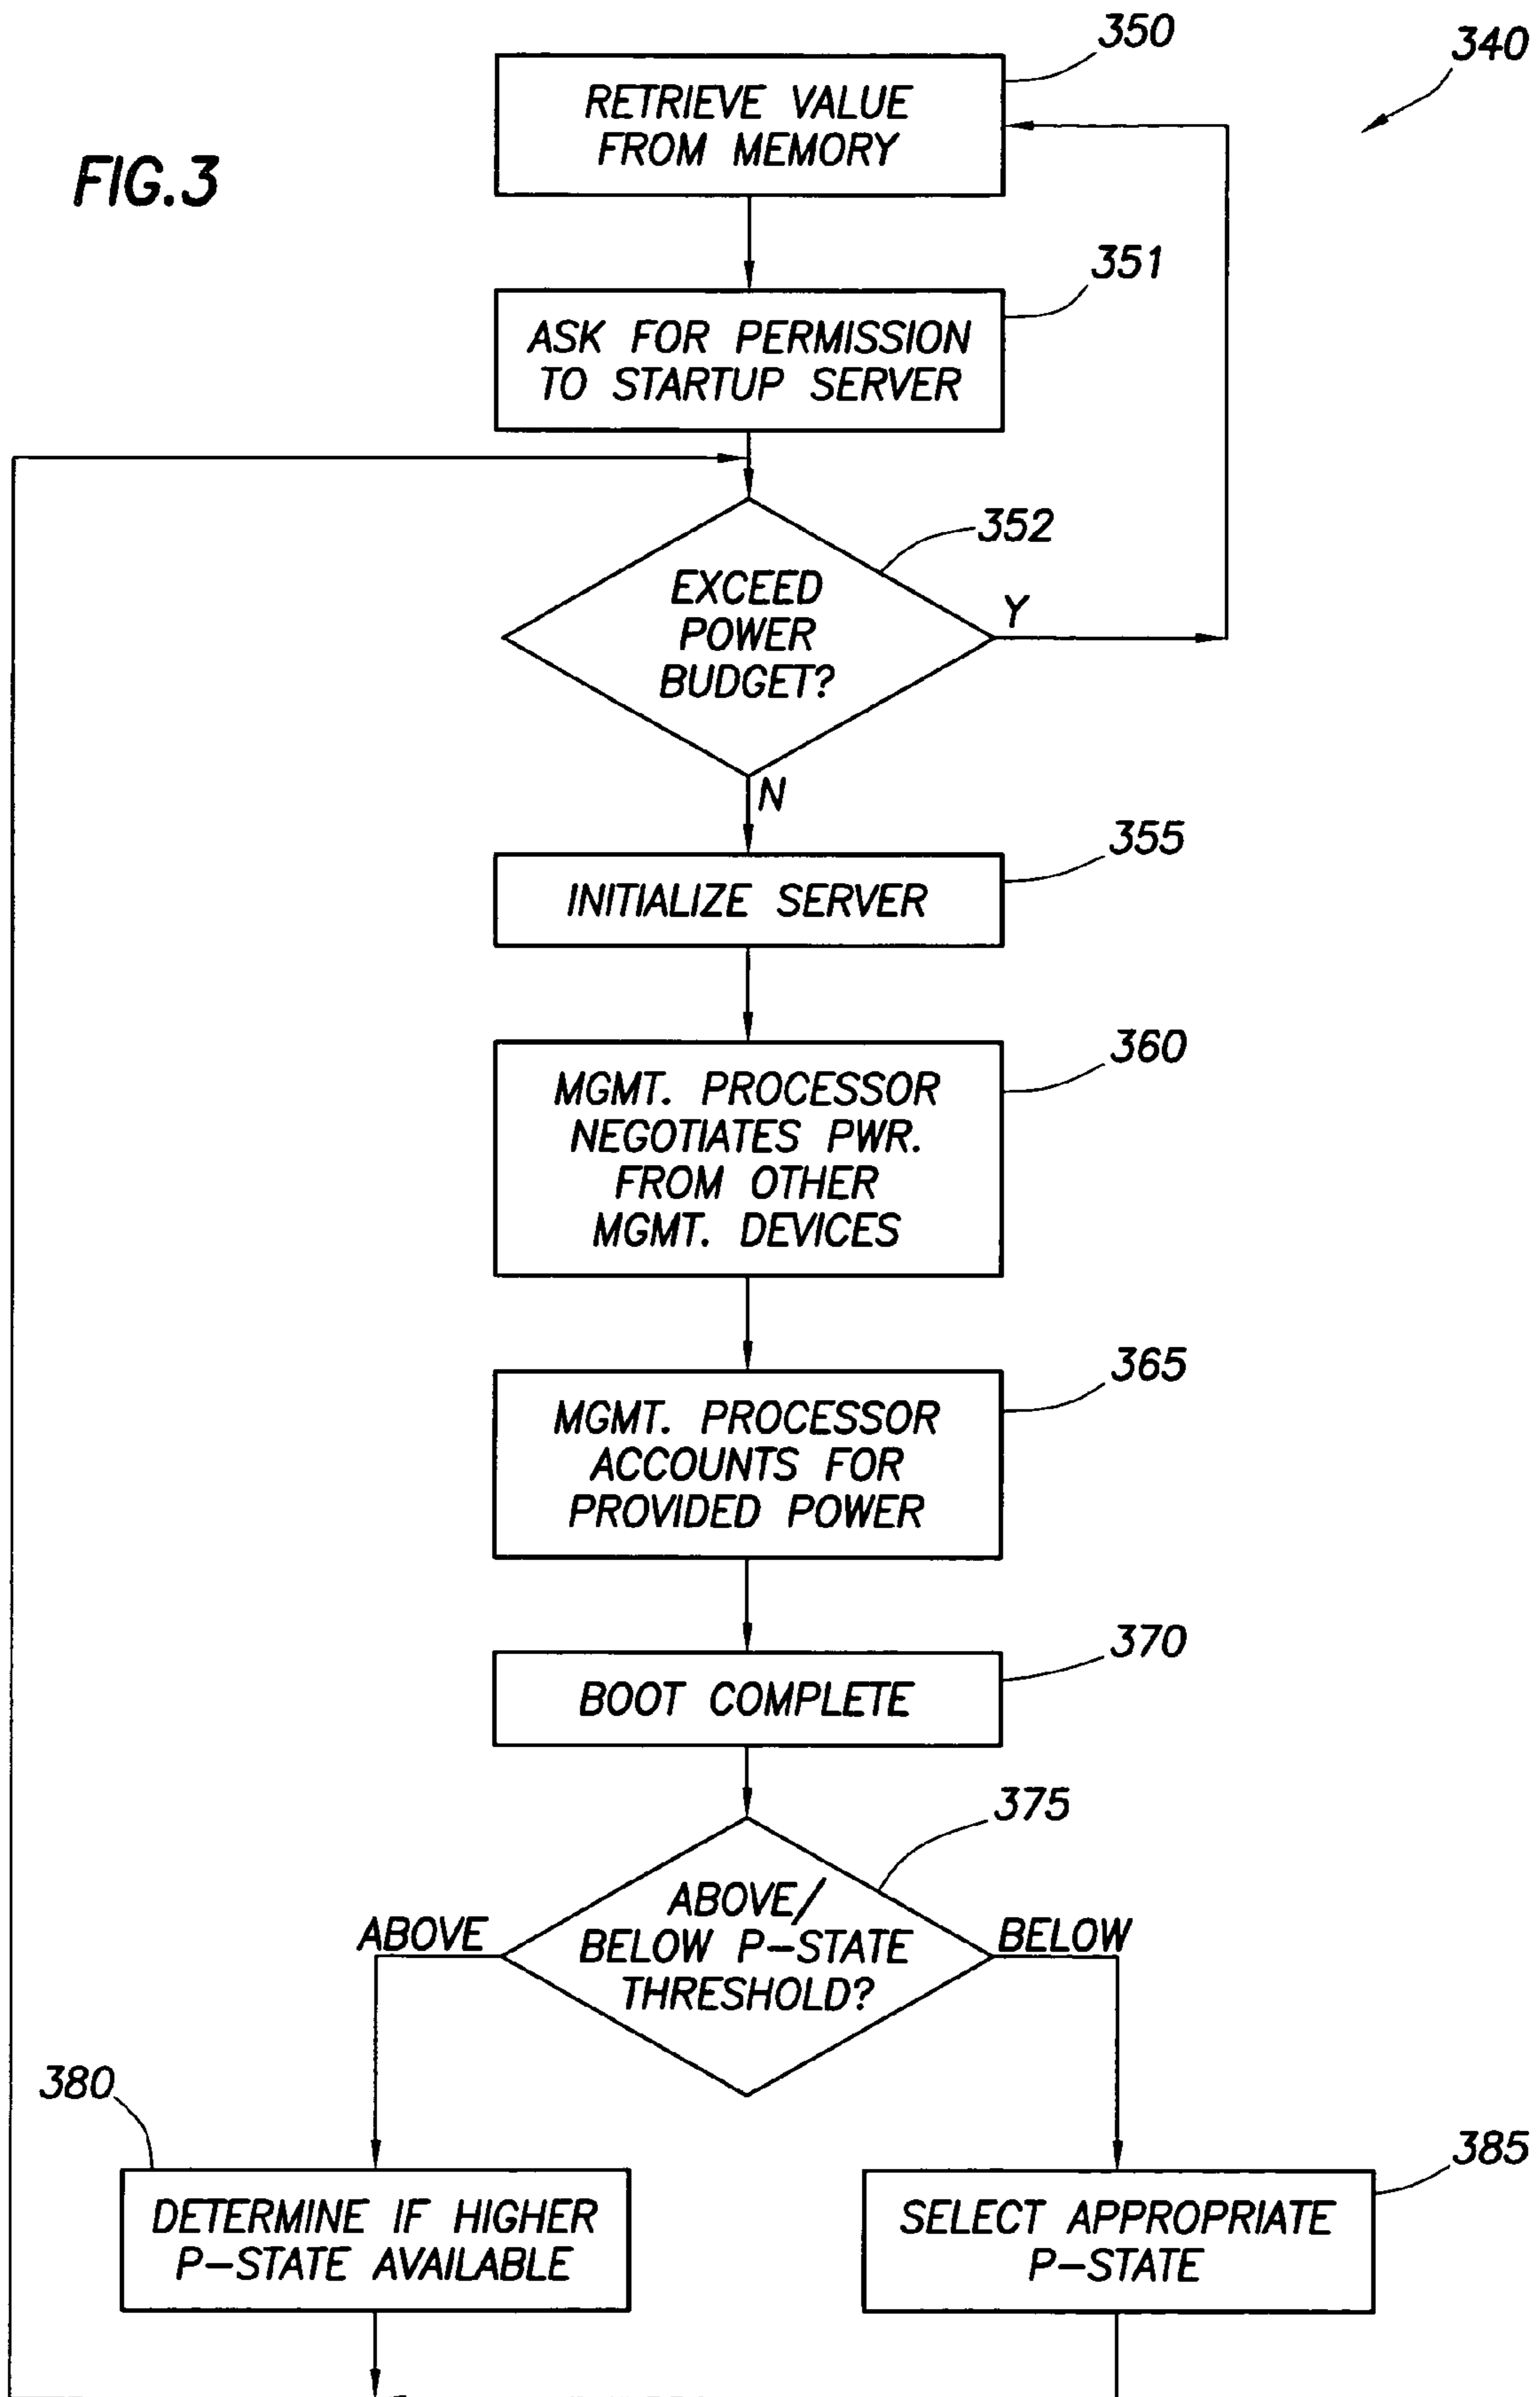 350
340
RETRIEVE VALUE
FROM MEMORY
FIG.3
351
ASK FOR PERMISSION
TO STARTUP SERVER
352
EXCEED
POWER
BUDGET?
Y
N
355
INITIALIZE SERVER
360
MGMT. PROCESSOR
NEGOTIATES PWR.
FROM OTHER
MGMT. DEVICES
365
MGMT. PROCESSOR
ACCOUNTS FOR
PROVIDED POWER
370
BOOT COMPLETE
375
ABOVE/
BELOW P-STATE
THRESHOLD?
ABOVE
BELOW
380
DETERMINE IF HIGHER
P-STATE AVAILABLE
385
SELECT APPROPRIATE
P-STATE